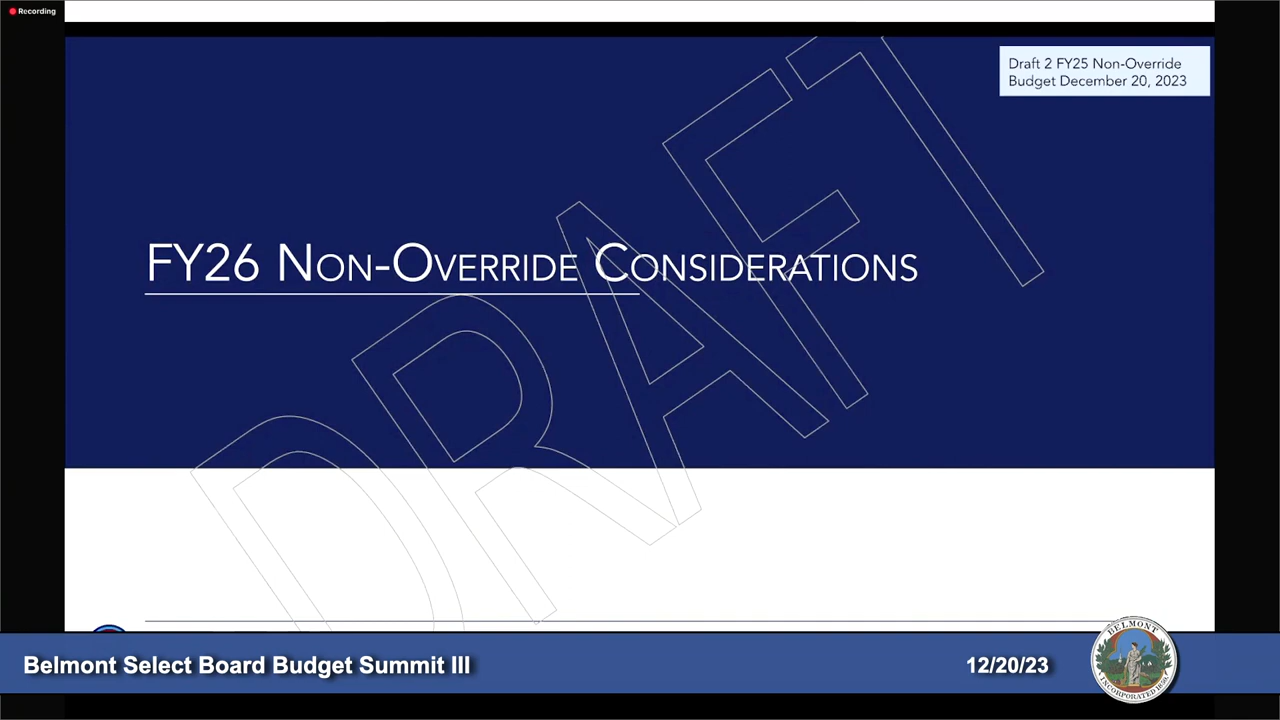 Recording
Draft 2 FY25 Non-Override
Budget December 20, 2023
FY26 NON-OVERRIDE CONSIDERATIONS
DRAFT
Belmont Select Board Budget Summit III
12/20/23
BELMONT